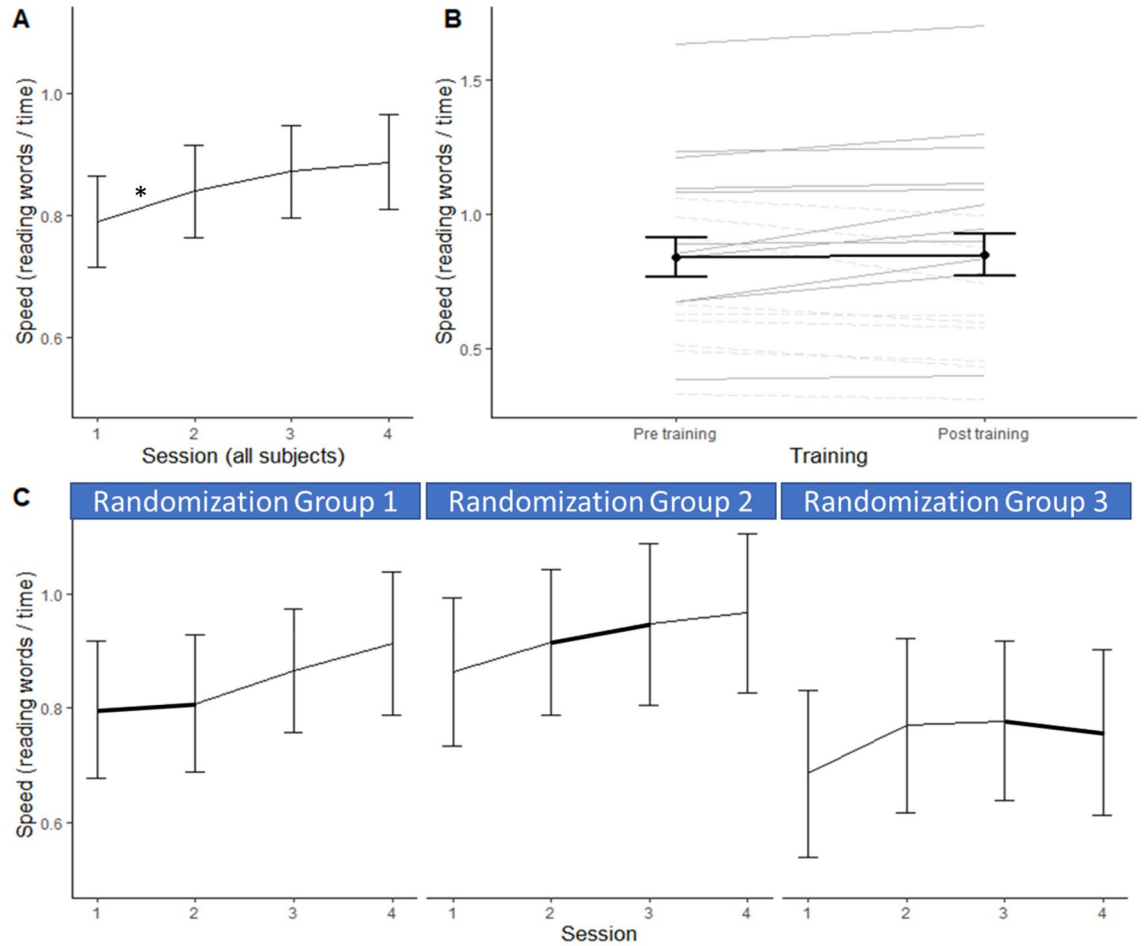 A
Speed (reading words / time)
1.0
0.8
0.6
*
1 2 3 4
Session (all subjects)
B
Speed (reading words / time)
1.5
1.0
0.5
Pre training Post training
Training
C
Randomization Group 1 Randomization Group 2 Randomization Group 3
Speed (reading words / time)
1.0
0.8
0.6
1 2 3 4 1 2 3 4 1 2 3 4
Session